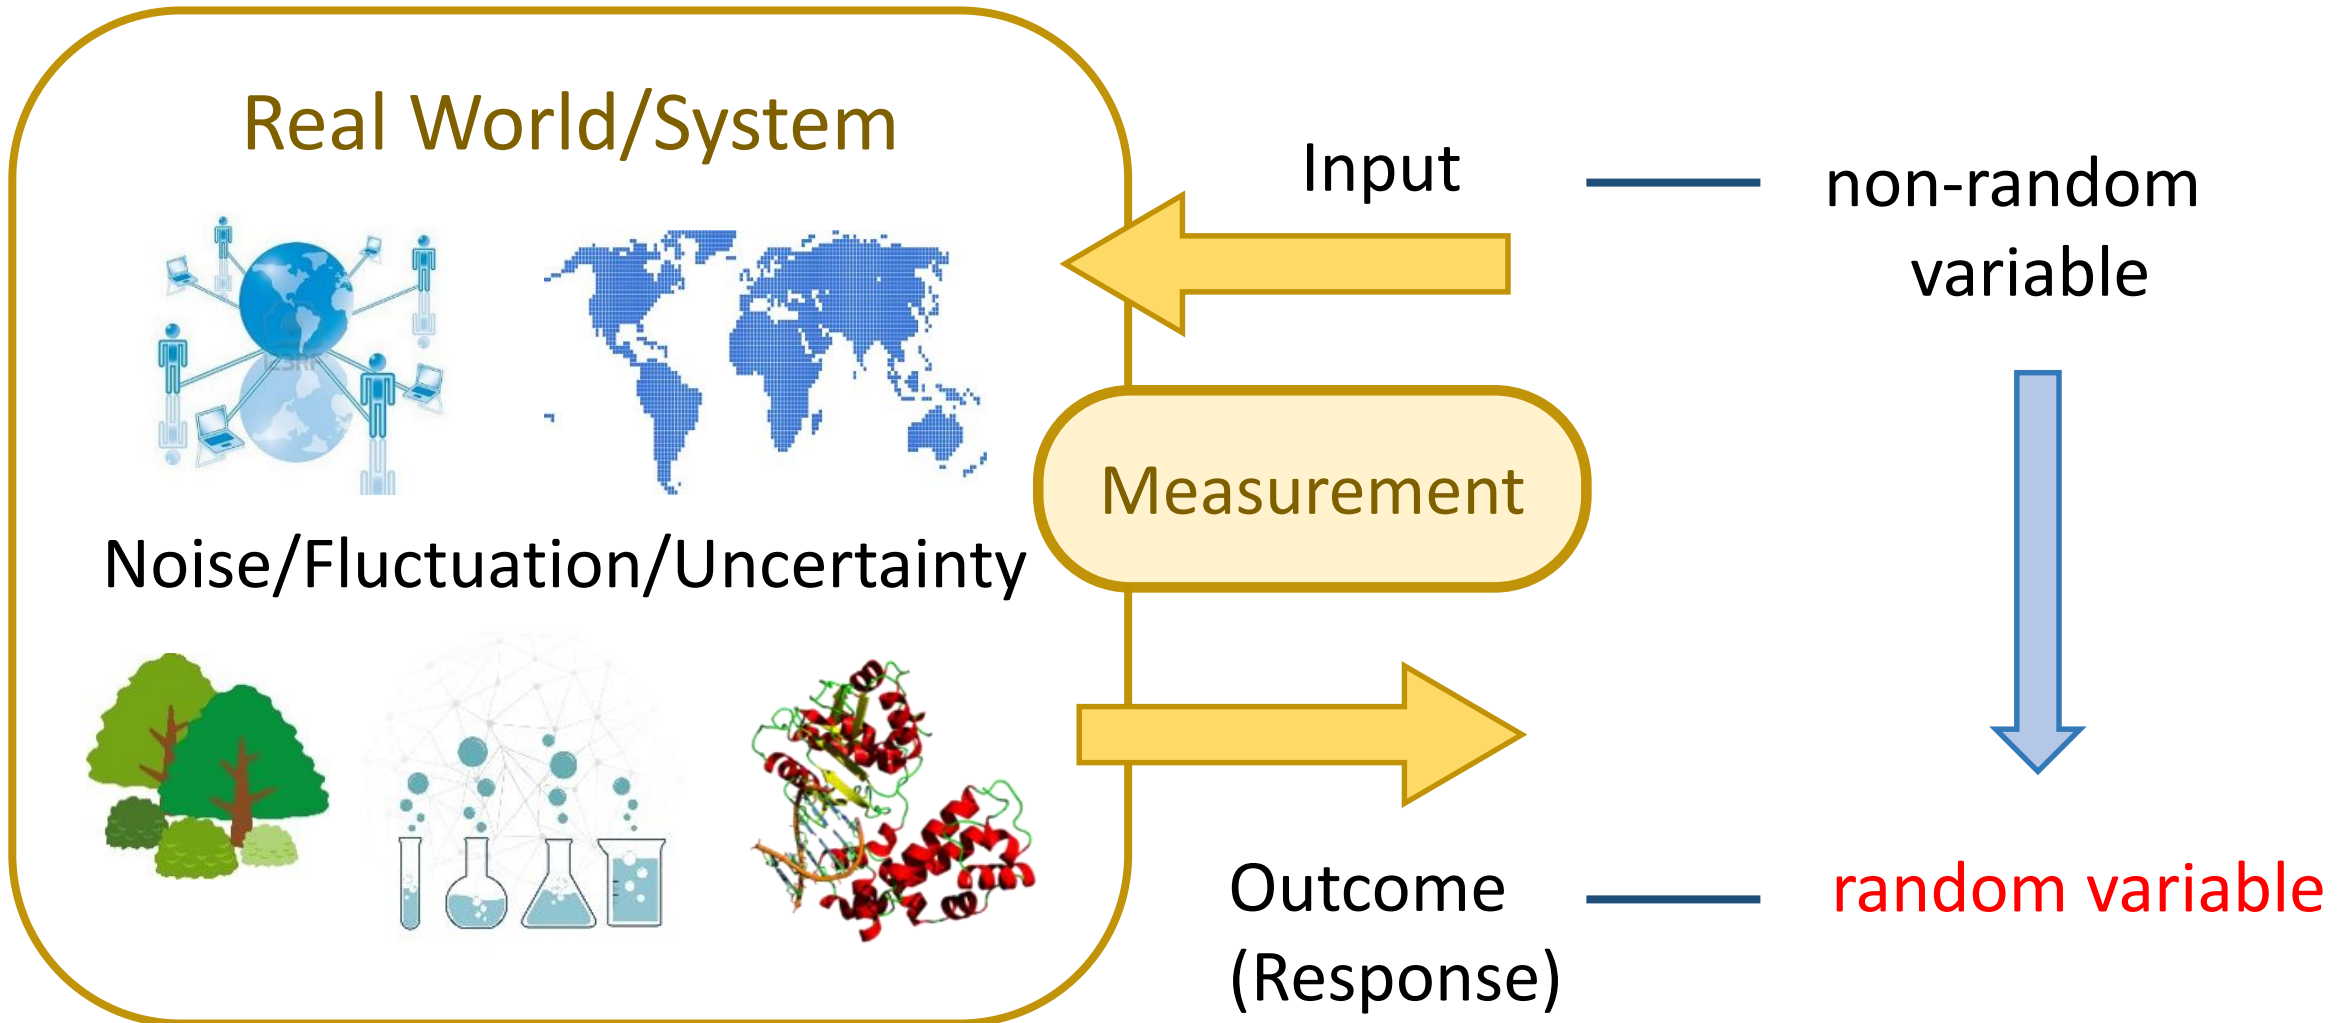 Real World/System
Input
non-random
variable
Measurement
Noise/Fluctuation/Uncertainty
Outcome
(Response)
random variable